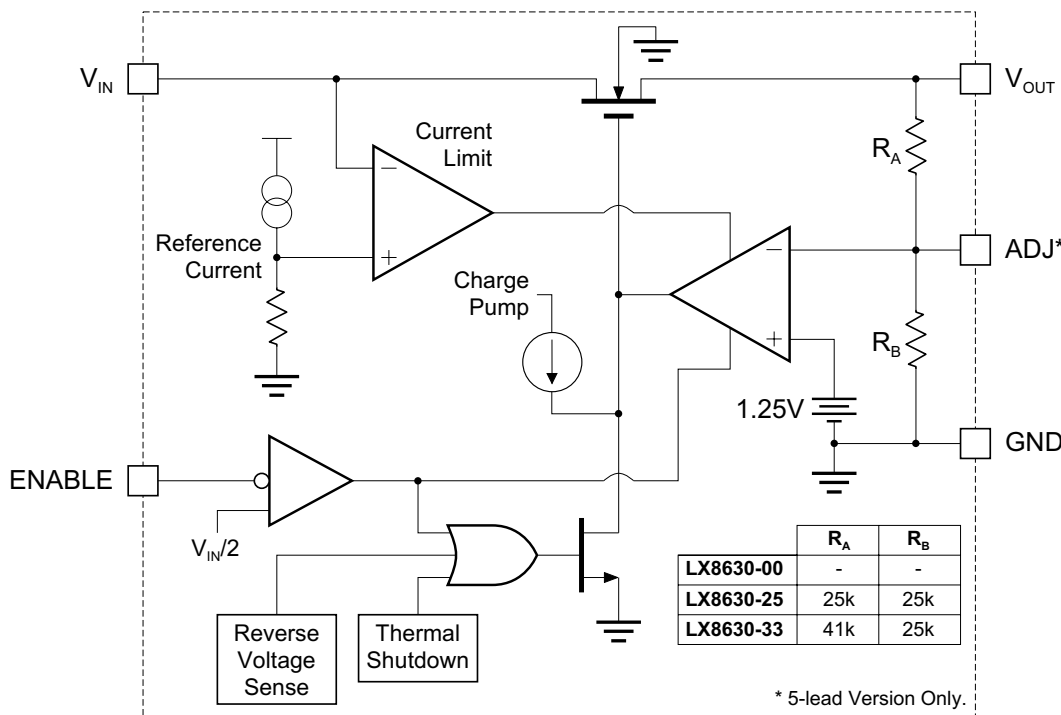 V_IN
V_OUT
Current
Limit
R_A
−
+
Reference
Current
−
ADJ*
Charge
Pump
+
R_B
1.25V
GND
ENABLE
V_IN/2
R_A R_B
LX8630-00 - -
LX8630-25 25k 25k
LX8630-33 41k 25k
Reverse
Voltage
Sense
Thermal
Shutdown
* 5-lead Version Only.